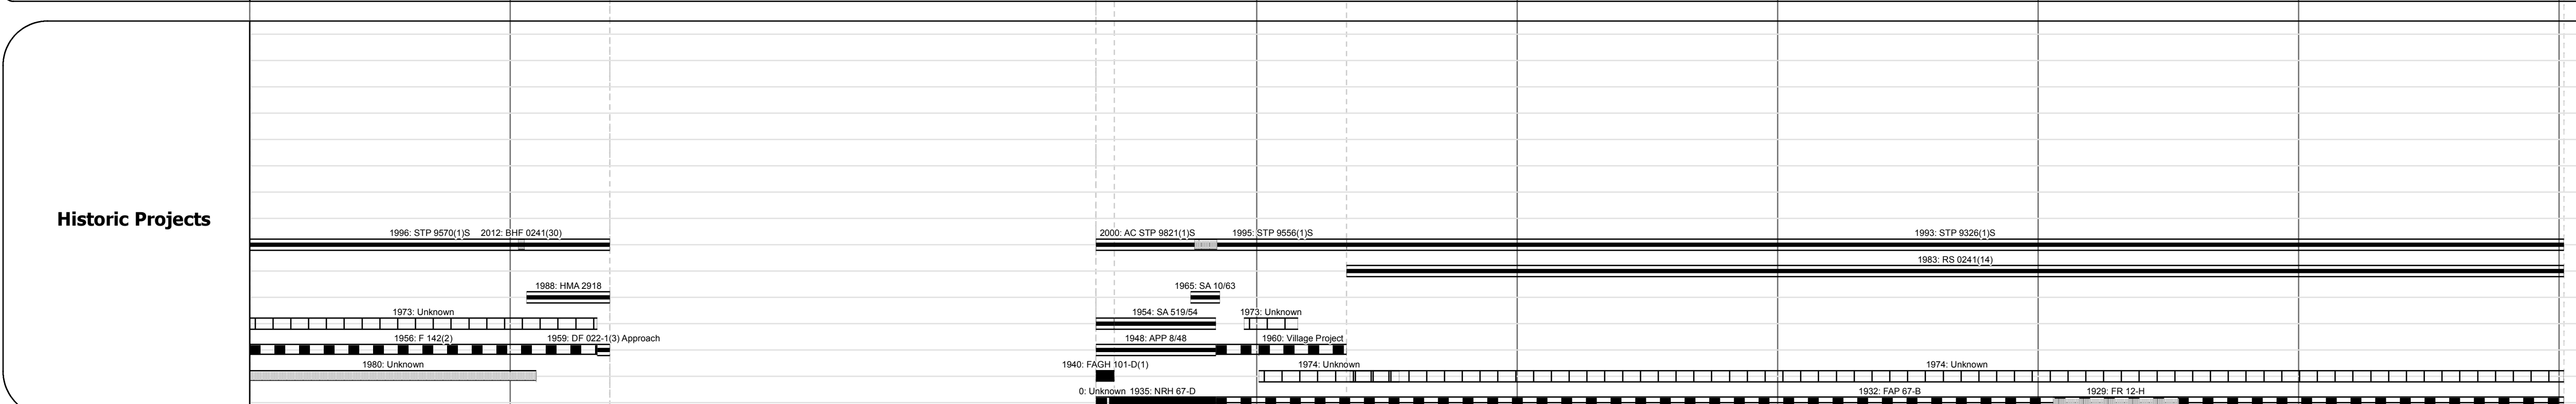 Historic Projects
1996: STP 9570(1)S 2012: BHF 0241(30) 2000: AC STP 9821(1)S 1995: STP 9556(1)S 1993: STP 9326(1)S
1983: RS 0241(14)
1988: HMA 2918 1965: SA 10/63
1973: Unknown 1954: SA 519/54 1973: Unknown
1956: F 142(2) 1959: DF 022-1(3) Approach 1948: APP 8/48 1960: Village Project
1980: Unknown 1940: FAGH 101-D(1) 1974: Unknown 1974: Unknown
0: Unknown 1935: NRH 67-D 1932: FAP 67-B 1929: FR 12-H